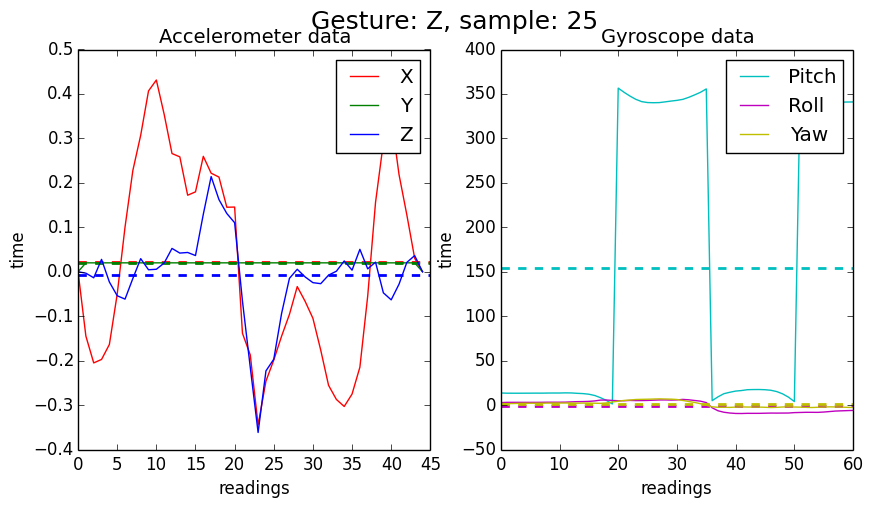 Gesture: Z, sample: 25
Accelerometer data
0.5
0.4
0.3
0.2
0.1
0.0
−0.1
−0.2
−0.3
−0.4
time
0 5 10 15 20 25 30 35 40 45
readings
X
Y
Z
Gyroscope data
400
350
300
250
200
150
100
50
0
−50
time
0 10 20 30 40 50 60
readings
Pitch
Roll
Yaw